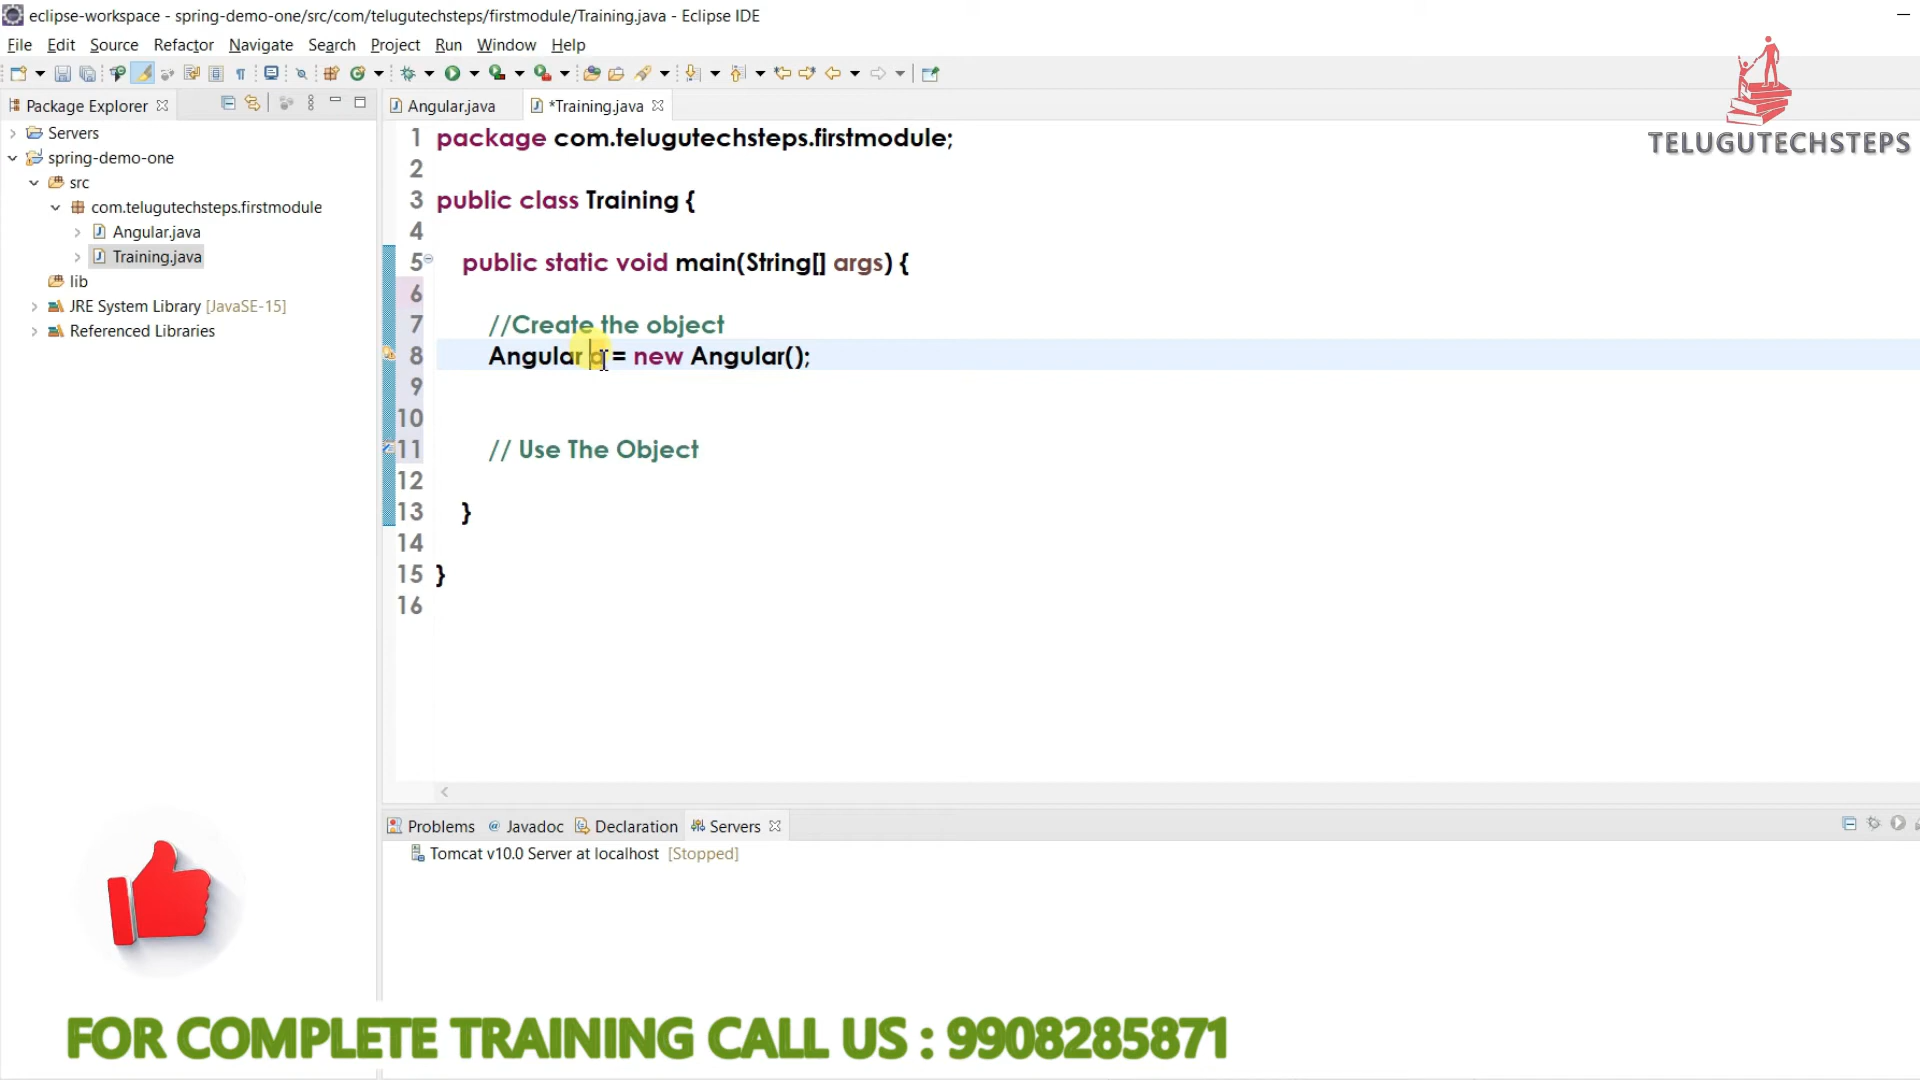 eclipse-workspace - spring-demo-one/src/com/telugutechsteps/firstmodule/Training.java - Eclipse IDE
File Edit Source Refactor Navigate Search Project Run Window Help
TELUGUTECHSTEPS
Package Explorer
Servers
spring-demo-one
src
com.telugutechsteps.firstmodule
Angular.java
Training.java
lib
JRE System Library [JavaSE-15]
Referenced Libraries
Angular.java *Training.java
1 package com.telugutechsteps.firstmodule;
2
3 public class Training {
4
5 public static void main(String[] args) {
6
7 //Create the object
8 Angular a = new Angular();
9
10
11 // Use The Object
12
13 }
14
15 }
16
Problems Javadoc Declaration Servers
Tomcat v10.0 Server at localhost [Stopped]
FOR COMPLETE TRAINING CALL US : 9908285871